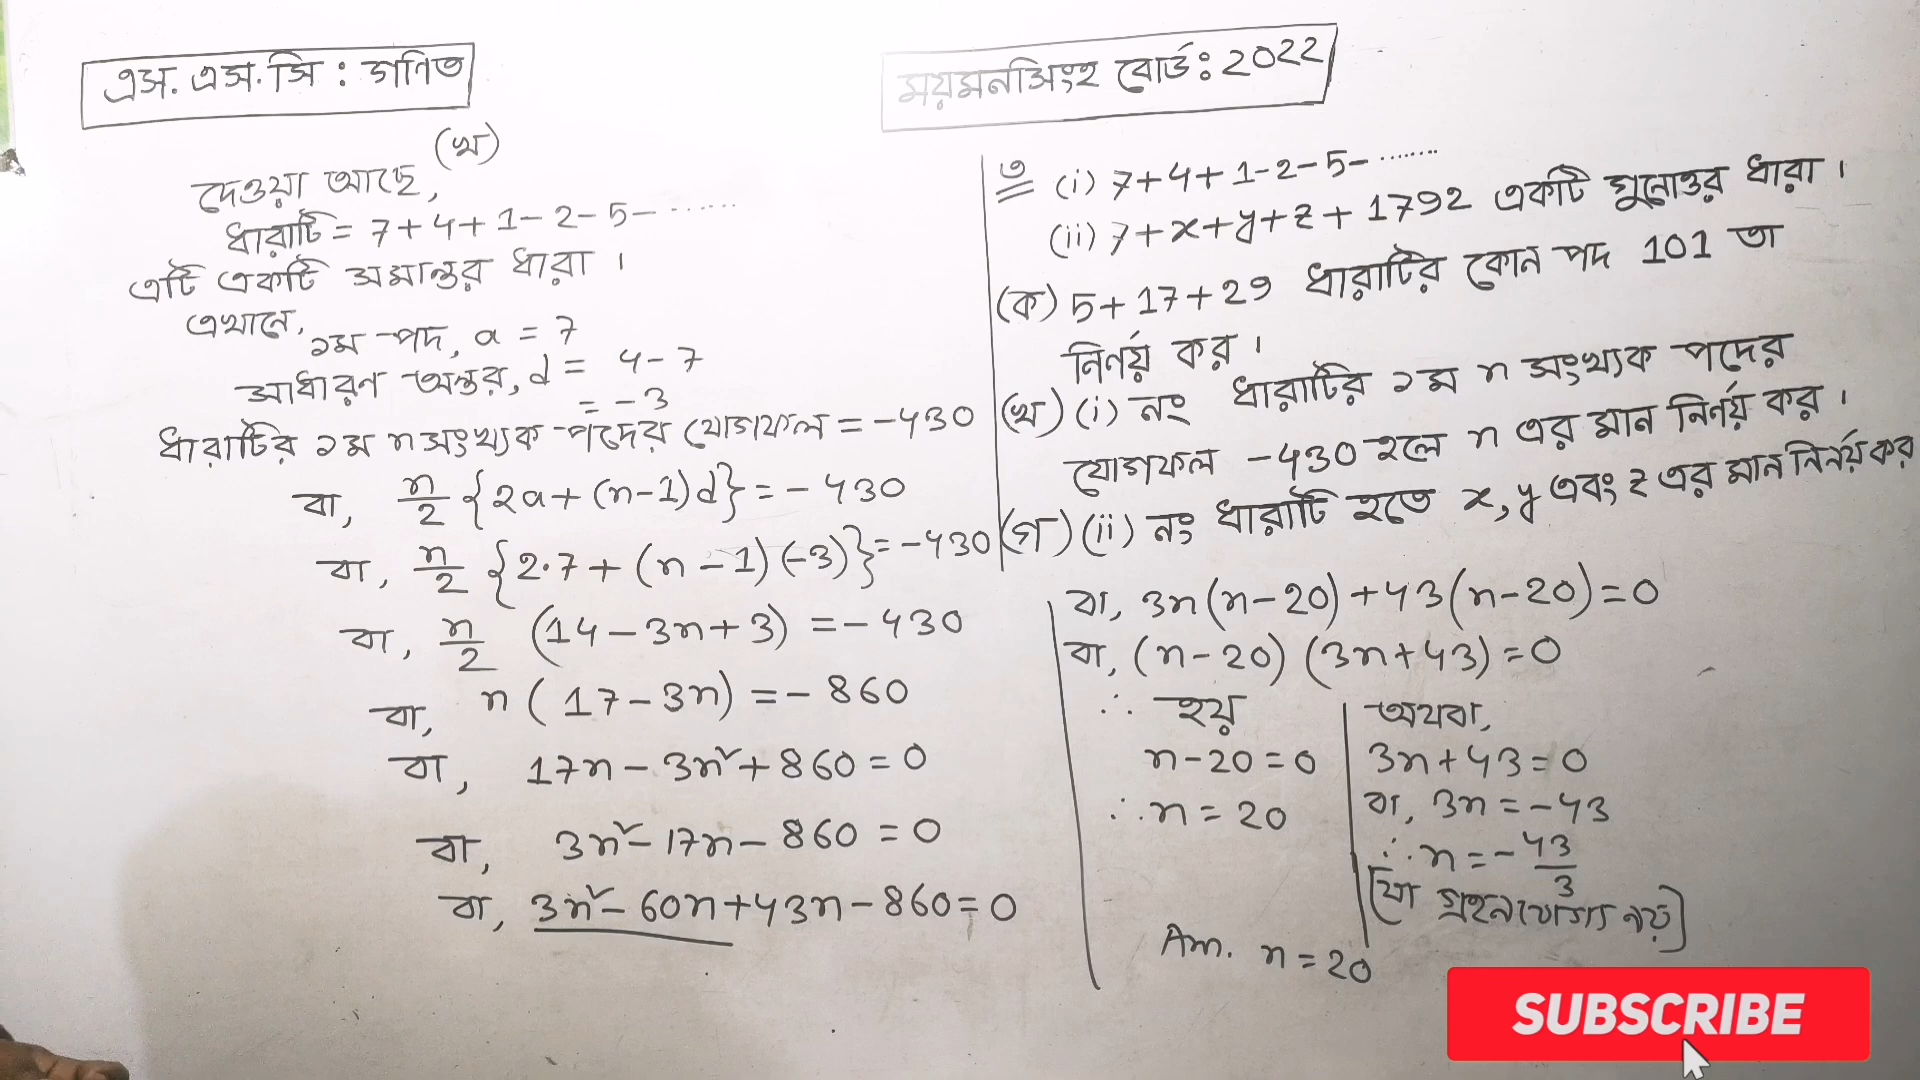 এস. এস. সি : গনিত
ময়মনসিংহ বোর্ড : 2022
৩ (i) 7+4+1-2-5- ........
(ii) 7+x+y+z+1792 একটি গুনোত্তর ধারা।
(ক) 5+17+29 ধারাটির কোন পদ 101 তা
নির্ণয় কর।
(খ) (i) নং ধারাটির ১ম n সংখ্যক পদের
যোগফল -430 হলে n এর মান নির্ণয় কর।
(গ) (ii) নং ধারাটি হতে x, y এবং z এর মান নির্ণয় কর
(খ)
দেওয়া আছে,
ধারাটি = 7+4+1-2-5- ......
এটি একটি সমান্তর ধারা।
এখানে,
১ম পদ, a = 7
সাধারণ অন্তর, d = 4-7
= -3
ধারাটির ১ম n সংখ্যক পদের যোগফল = -430
বা, n/2 {2a+(n-1)d} = -430
বা, n/2 {2.7+(n-1)(-3)} = -430
বা, n/2 (14-3n+3) = -430
বা, n(17-3n) = -860
বা, 17n-3n²+860=0
বা, 3n²-17n-860=0
বা, 3n²-60n+43n-860=0
বা, 3n(n-20)+43(n-20)=0
বা, (n-20)(3n+43)=0
∴ হয়
n-20=0
∴ n=20
অথবা,
3n+43=0
বা, 3n=-43
∴ n=-43/3
[যা গ্রহনযোগ্য নয়]
Ans. n=20
SUBSCRIBE